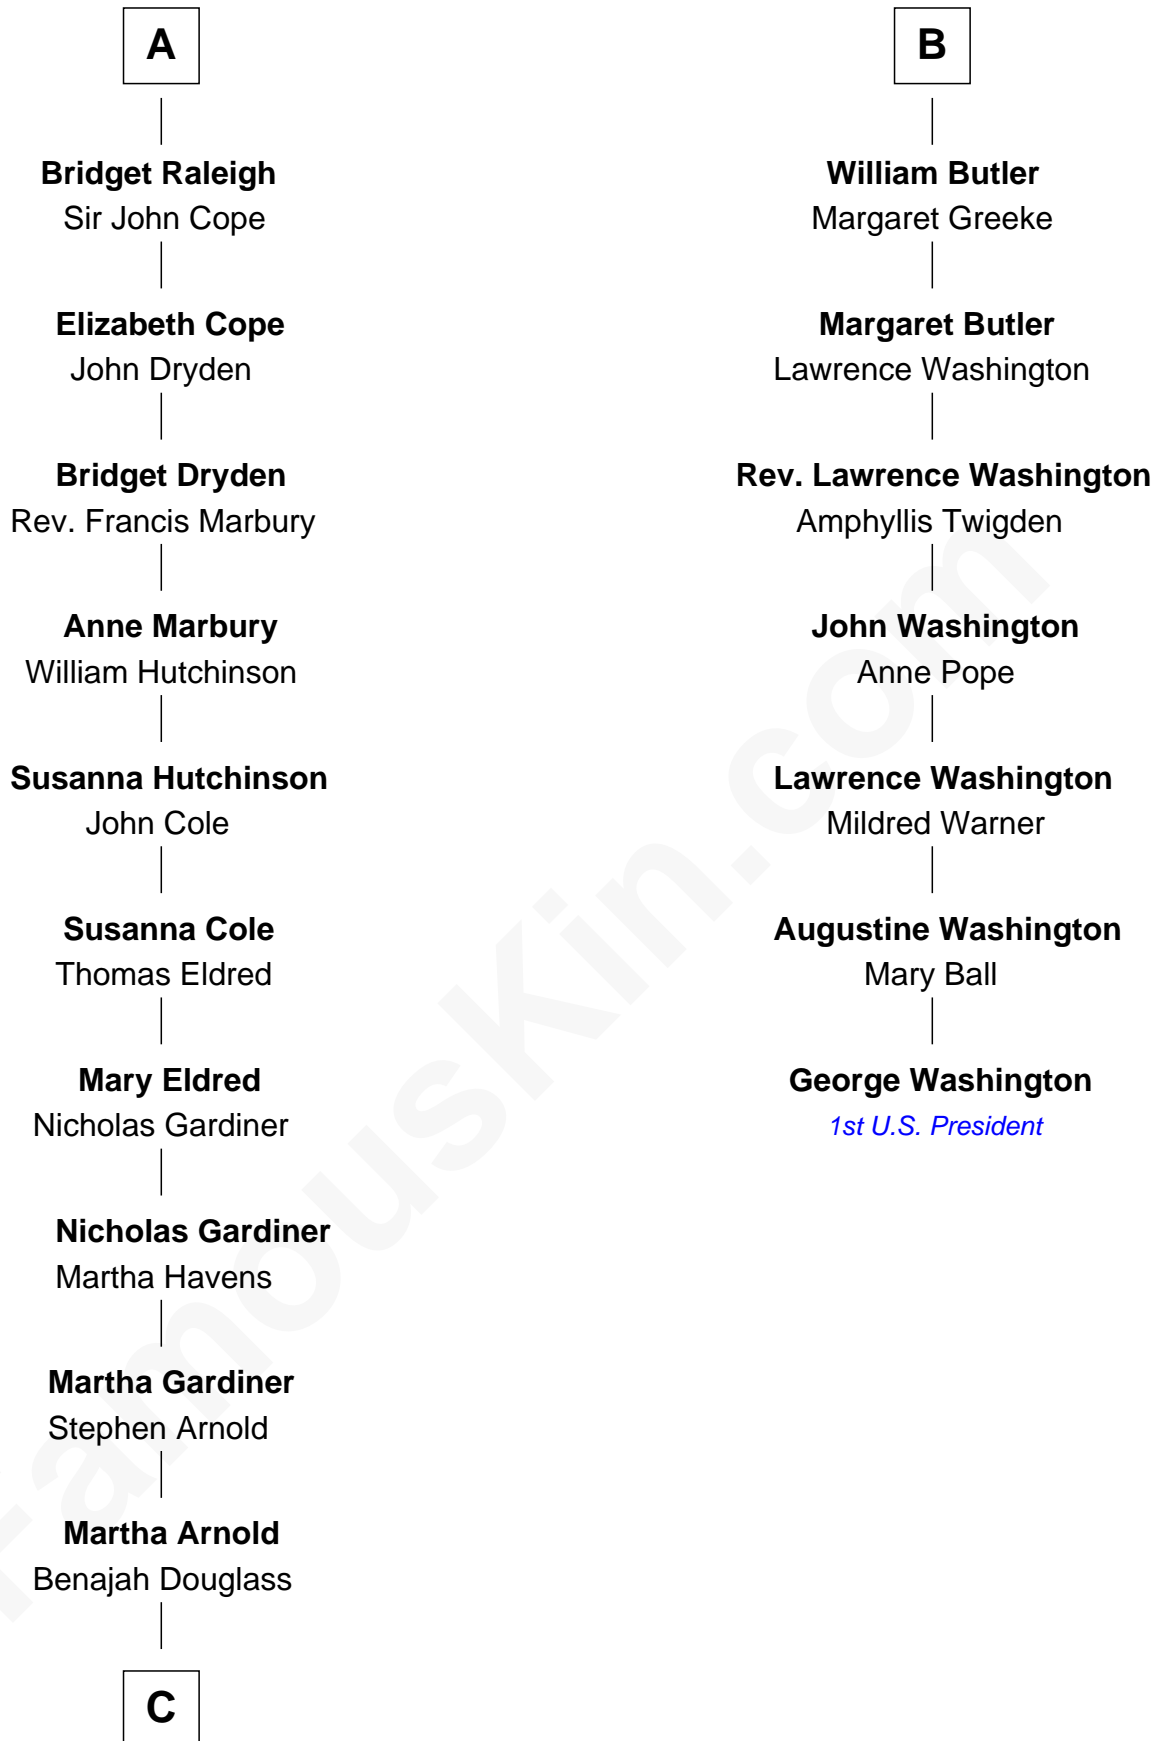 A
Bridget Raleigh
Sir John Cope
Elizabeth Cope
John Dryden
Bridget Dryden
Rev. Francis Marbury
Anne Marbury
William Hutchinson
Susanna Hutchinson
John Cole
Susanna Cole
Thomas Eldred
Mary Eldred
Nicholas Gardiner
Nicholas Gardiner
Martha Havens
Martha Gardiner
Stephen Arnold
Martha Arnold
Benajah Douglass
C
B
William Butler
Margaret Greeke
Margaret Butler
Lawrence Washington
Rev. Lawrence Washington
Amphyllis Twigden
John Washington
Anne Pope
Lawrence Washington
Mildred Warner
Augustine Washington
Mary Ball
George Washington
1st U.S. President
FamousKin.com